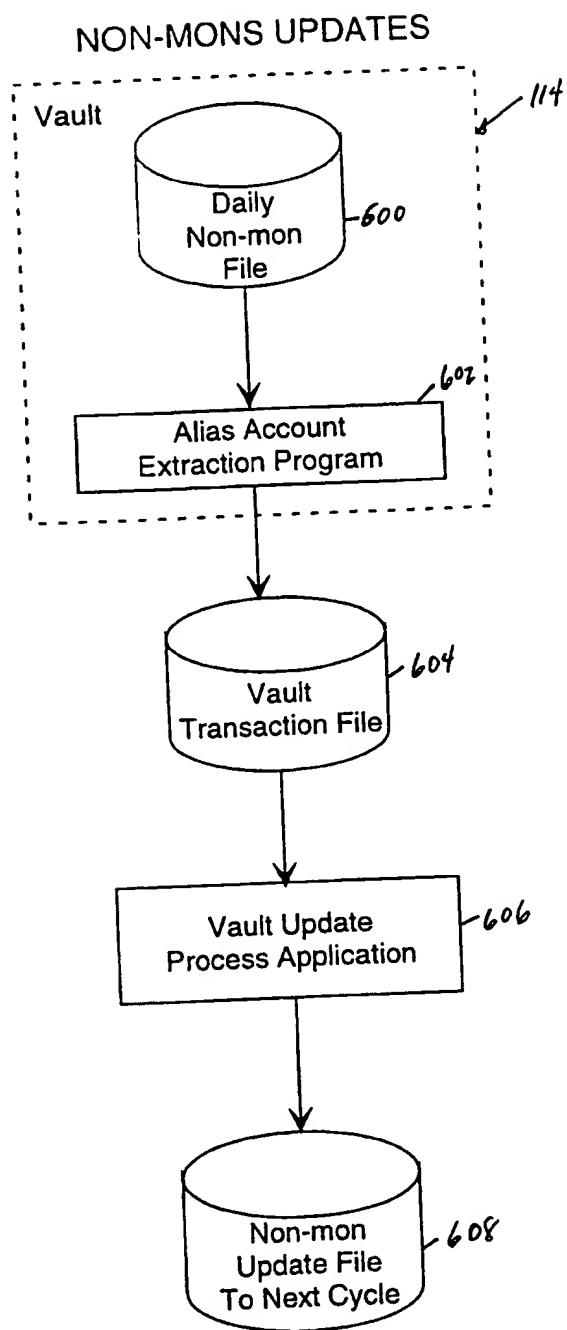 NON-MONS UPDATES
Vault
114
Daily
Non-mon
File
600
602
Alias Account
Extraction Program
604
Vault
Transaction File
Vault Update
Process Application
606
Non-mon
Update File
To Next Cycle
608